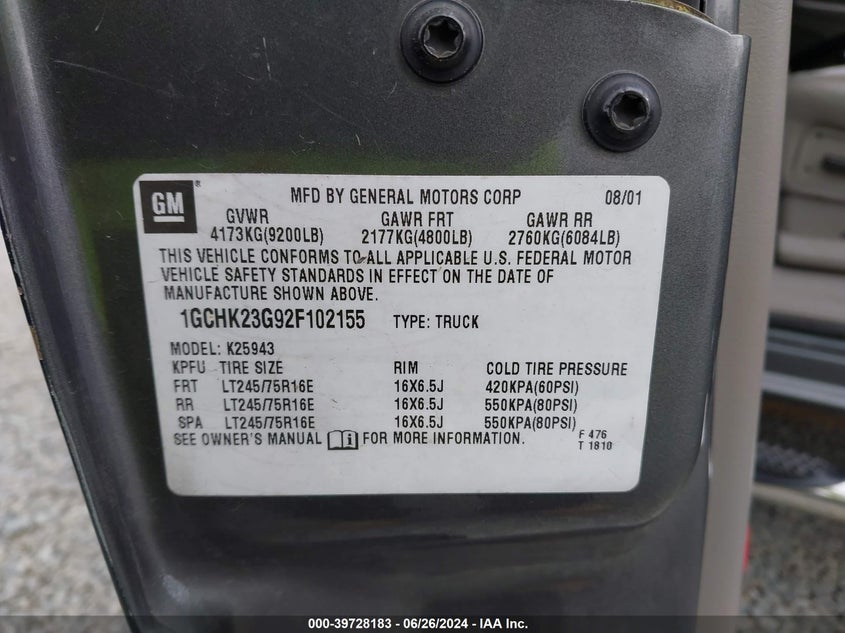 GM ® MFD BY GENERAL MOTORS CORP 08/01
GVWR GAWR FRT GAWR RR
4173KG(9200LB) 2177KG(4800LB) 2760KG(6084LB)
THIS VEHICLE CONFORMS TO ALL APPLICABLE U.S. FEDERAL MOTOR
VEHICLE SAFETY STANDARDS IN EFFECT ON THE DATE OF
MANUFACTURE SHOWN ABOVE.
1GCHK23G92F102155 TYPE: TRUCK
MODEL: K25943
KPFU TIRE SIZE RIM COLD TIRE PRESSURE
FRT LT245/75R16E 16X6.5J 420KPA(60PSI)
RR LT245/75R16E 16X6.5J 550KPA(80PSI)
SPA LT245/75R16E 16X6.5J 550KPA(80PSI)
SEE OWNER'S MANUAL i FOR MORE INFORMATION. F 476
T 1810
000-39728183 / 06/26/2024 - IAA Inc.